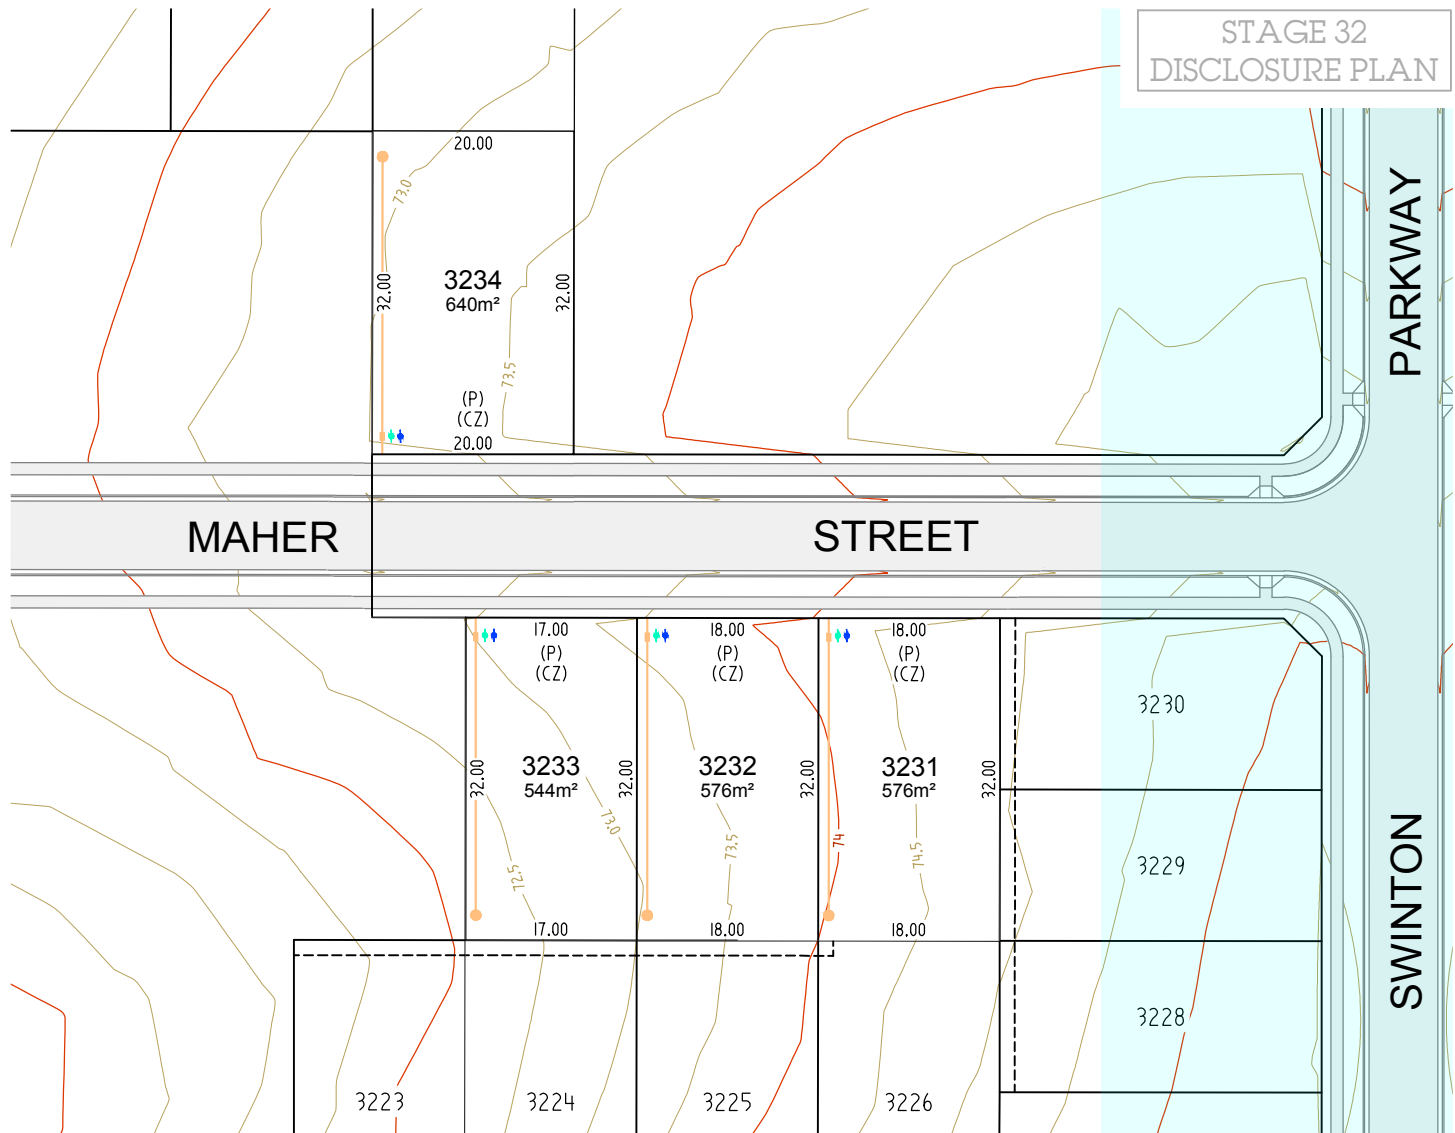 STAGE 32
DISCLOSURE PLAN
20.00
73.0
32.00
3234
640m²
32.00
73.5
(P)
(CZ)
20.00
PARKWAY
MAHER STREET
17.00
(P)
(CZ)
18.00
(P)
(CZ)
18.00
(P)
(CZ)
3230
32.00
3233
544m²
32.00
3232
576m²
32.00
3231
576m²
32.00
72.5
73.0
73.5
74
74.5
3229
17.00
18.00
18.00
SWINTON
3228
3223
3224
3225
3226